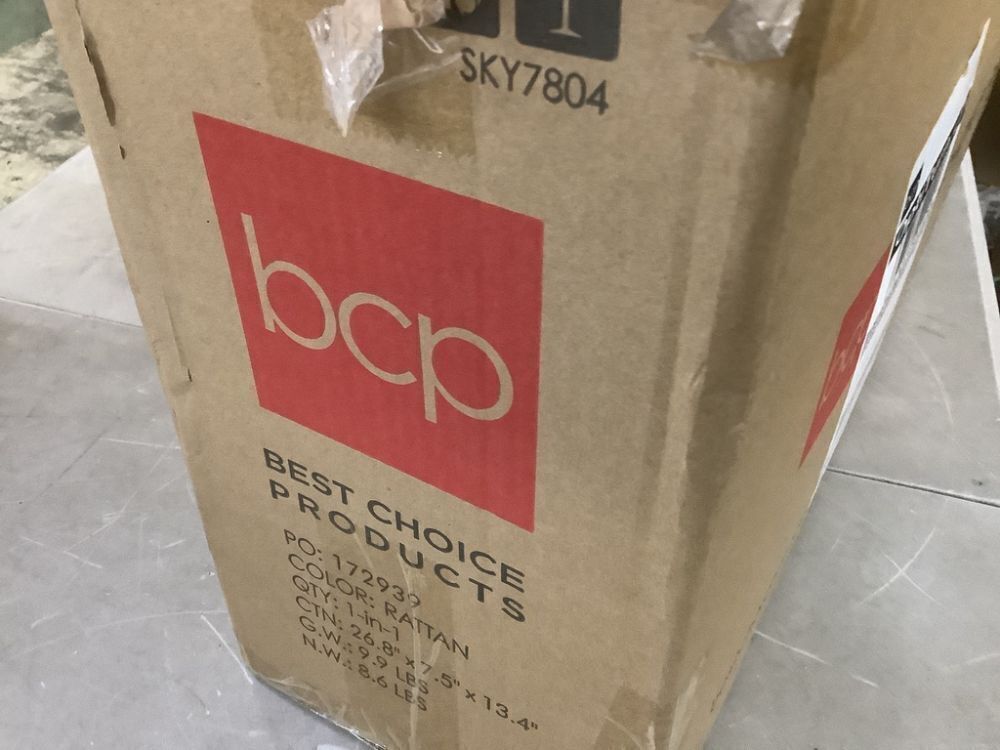 SKY7804
bcp
BEST CHOICE
PRODUCTS
PO: 172939
COLOR: RATTAN
QTY: 1-in-1
CTN: 26.8" x 7.5" x 13.4"
G.W.: 9.9 LBS
N.W.: 8.6 LBS